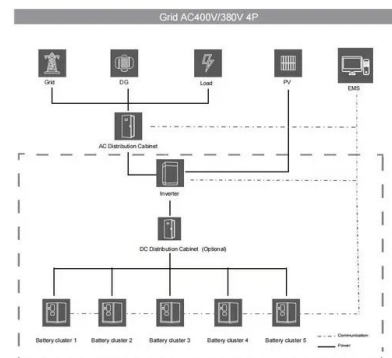 Grid AC400V/380V 4P
Grid
DG
Load
PV
EMS
AC Distribution Cabinet
Inverter
DC Distribution Cabinet (Optional)
Battery cluster 1
Battery cluster 2
Battery cluster 3
Battery cluster 4
Battery cluster 5
Communication
Power